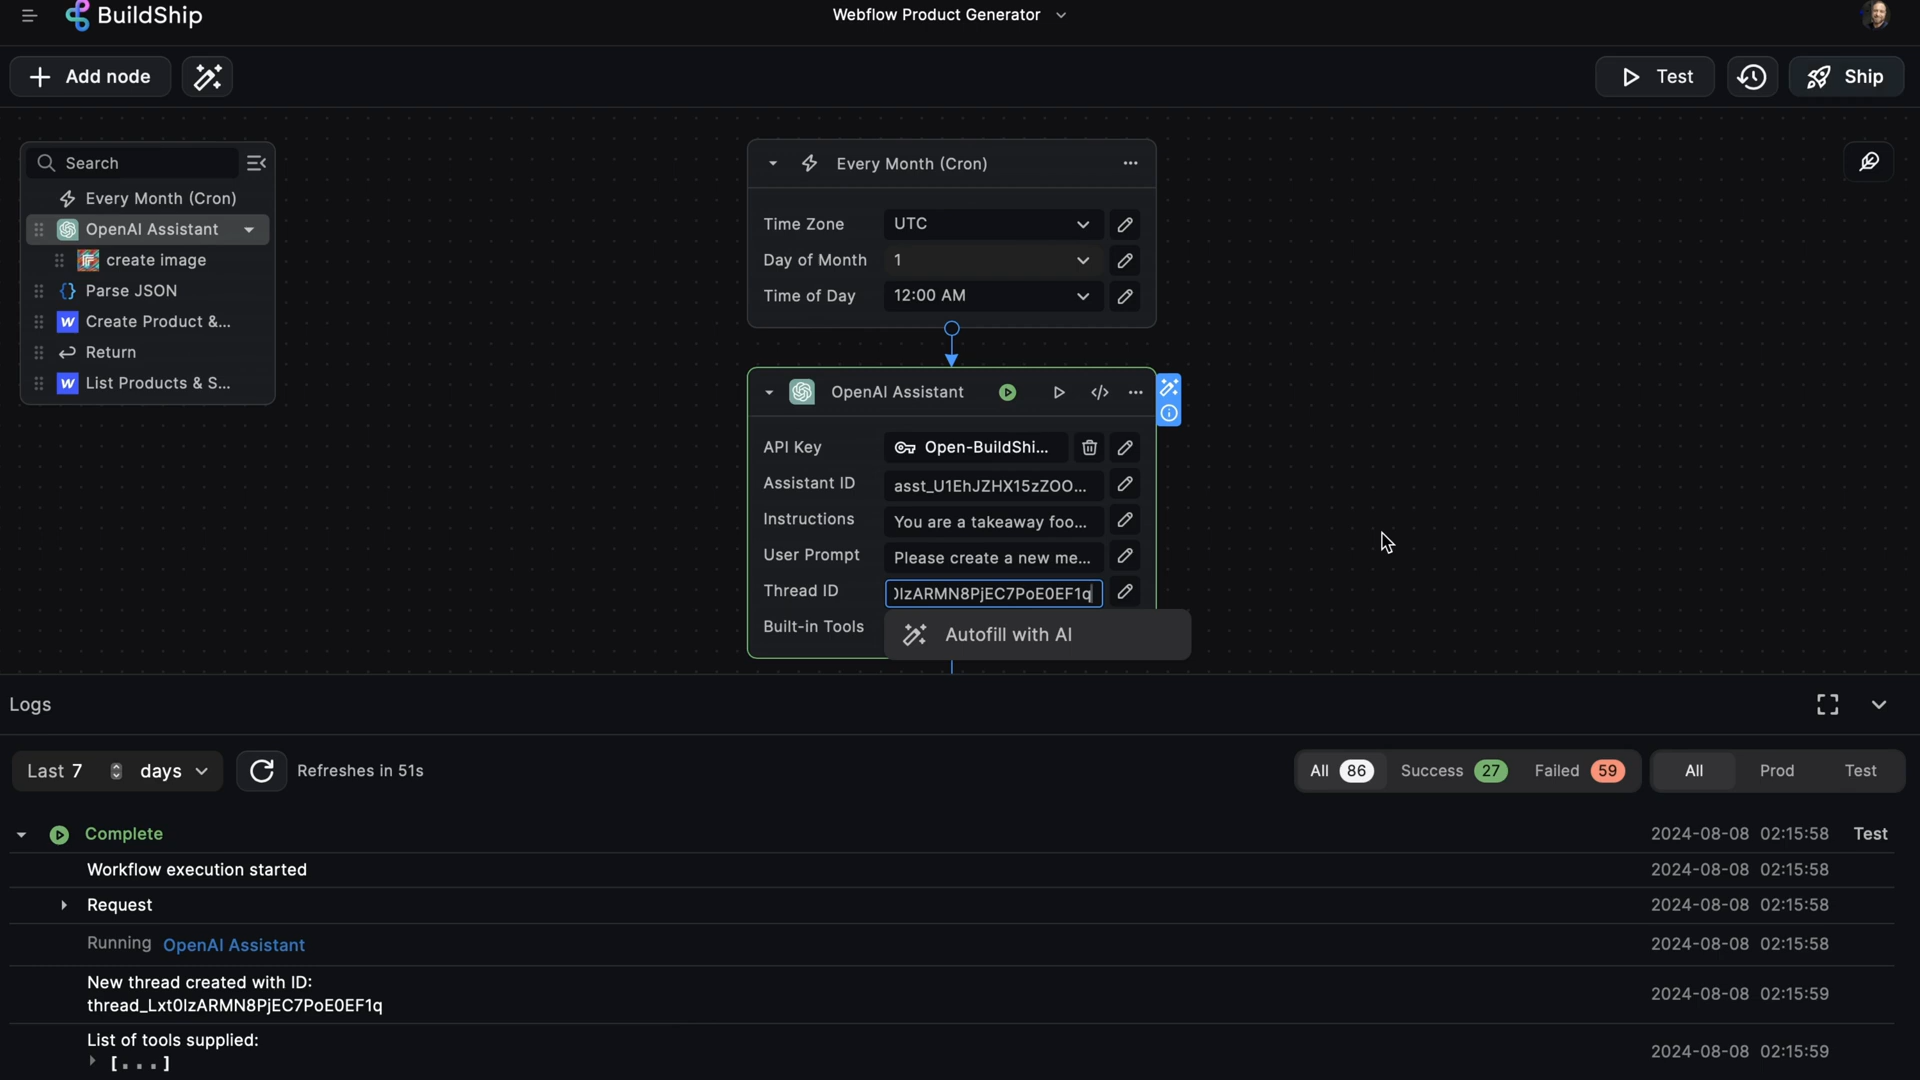 BuildShip
Webflow Product Generator
Add node
Test
Ship
Search
Every Month (Cron)
OpenAI Assistant
create image
Parse JSON
Create Product &...
Return
List Products & S...
Every Month (Cron)
Time Zone UTC
Day of Month 1
Time of Day 12:00 AM
OpenAI Assistant
API Key Open-BuildShi...
Assistant ID asst_U1EhJZHX15zZOO...
Instructions You are a takeaway foo...
User Prompt Please create a new me...
Thread ID )IzARMN8PjEC7PoE0EF1q
Built-in Tools
Autofill with AI
Logs
Last 7 days Refreshes in 51s All 86 Success 27 Failed 59 All Prod Test
Complete 2024-08-08 02:15:58 Test
Workflow execution started 2024-08-08 02:15:58
Request 2024-08-08 02:15:58
Running OpenAI Assistant 2024-08-08 02:15:58
New thread created with ID:
thread_Lxt0IzARMN8PjEC7PoE0EF1q 2024-08-08 02:15:59
List of tools supplied:
[...] 2024-08-08 02:15:59